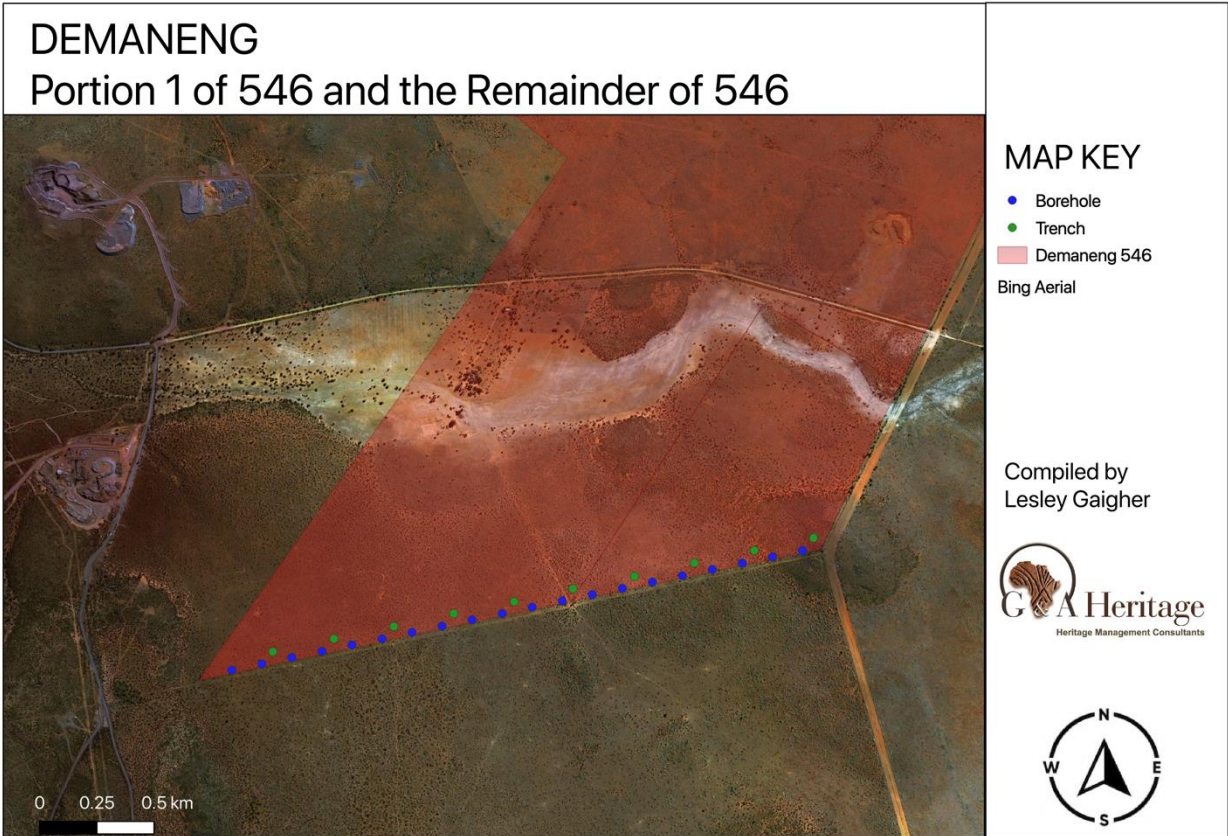 DEMANENG
Portion 1 of 546 and the Remainder of 546
MAP KEY
Borehole
Trench
Demaneng 546
Bing Aerial
Compiled by
Lesley Gaigher
G & A Heritage
Heritage Management Consultants
N
W E
S
0 0.25 0.5 km